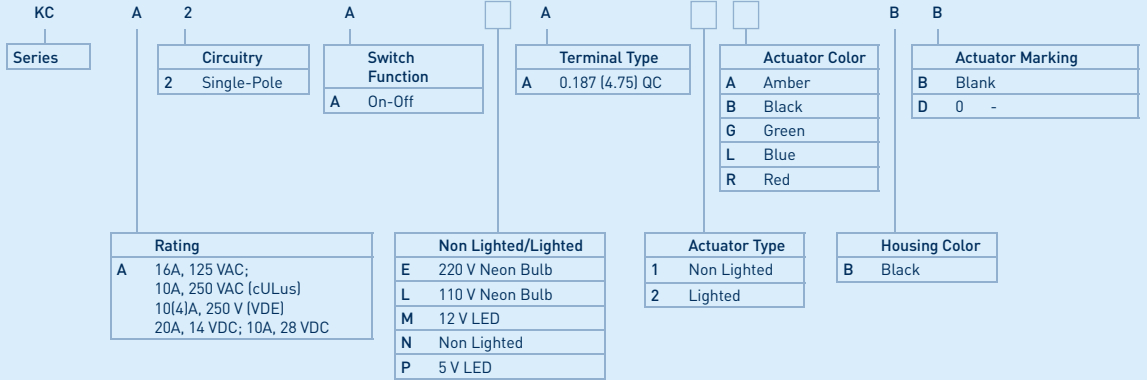 KC A 2 A A B B
Series
Circuitry
2 Single-Pole
Switch
Function
A On-Off
Terminal Type
A 0.187 (4.75) QC
Actuator Color
A Amber
B Black
G Green
L Blue
R Red
Actuator Marking
B Blank
D 0 -
Rating
A 16A, 125 VAC;
10A, 250 VAC (cULus)
10(4)A, 250 V (VDE)
20A, 14 VDC; 10A, 28 VDC
Non Lighted/Lighted
E 220 V Neon Bulb
L 110 V Neon Bulb
M 12 V LED
N Non Lighted
P 5 V LED
Actuator Type
1 Non Lighted
2 Lighted
Housing Color
B Black